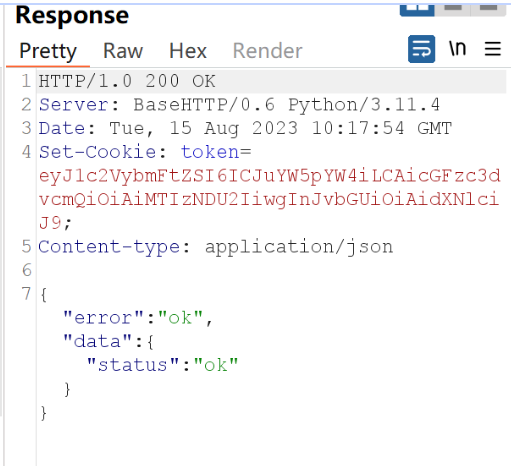 Response
Pretty Raw Hex Render \n
1 HTTP/1.0 200 OK
2 Server: BaseHTTP/0.6 Python/3.11.4
3 Date: Tue, 15 Aug 2023 10:17:54 GMT
4 Set-Cookie: token=
eyJ1c2VybmFtZSI6ICJuYW5pYW4iLCAicGFzc3d
vcmQiOiAiMTIzNDU2IiwgInJvbGUiOiAidXNlci
J9;
5 Content-type: application/json
6
7 {
"error":"ok",
"data":{
"status":"ok"
}
}